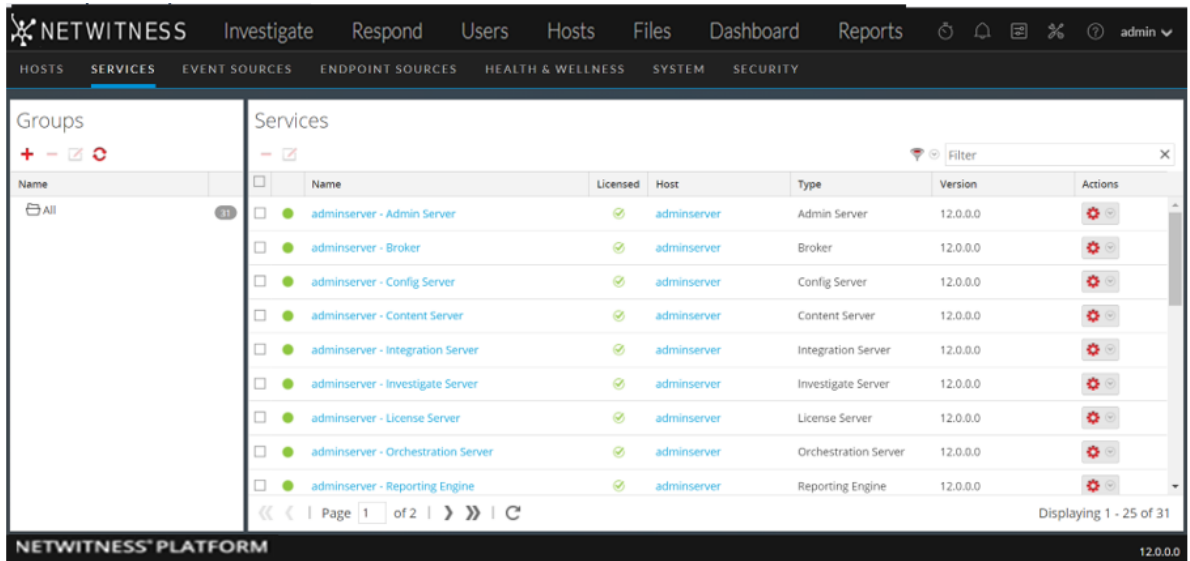 NETWITNESS Investigate Respond Users Hosts Files Dashboard Reports admin
HOSTS SERVICES EVENT SOURCES ENDPOINT SOURCES HEALTH & WELLNESS SYSTEM SECURITY
Groups
Name
All 31
Services
Filter
Name Licensed Host Type Version Actions
adminserver - Admin Server adminserver Admin Server 12.0.0.0
adminserver - Broker adminserver Broker 12.0.0.0
adminserver - Config Server adminserver Config Server 12.0.0.0
adminserver - Content Server adminserver Content Server 12.0.0.0
adminserver - Integration Server adminserver Integration Server 12.0.0.0
adminserver - Investigate Server adminserver Investigate Server 12.0.0.0
adminserver - License Server adminserver License Server 12.0.0.0
adminserver - Orchestration Server adminserver Orchestration Server 12.0.0.0
adminserver - Reporting Engine adminserver Reporting Engine 12.0.0.0
Page 1 of 2 Displaying 1 - 25 of 31
NETWITNESS® PLATFORM 12.0.0.0